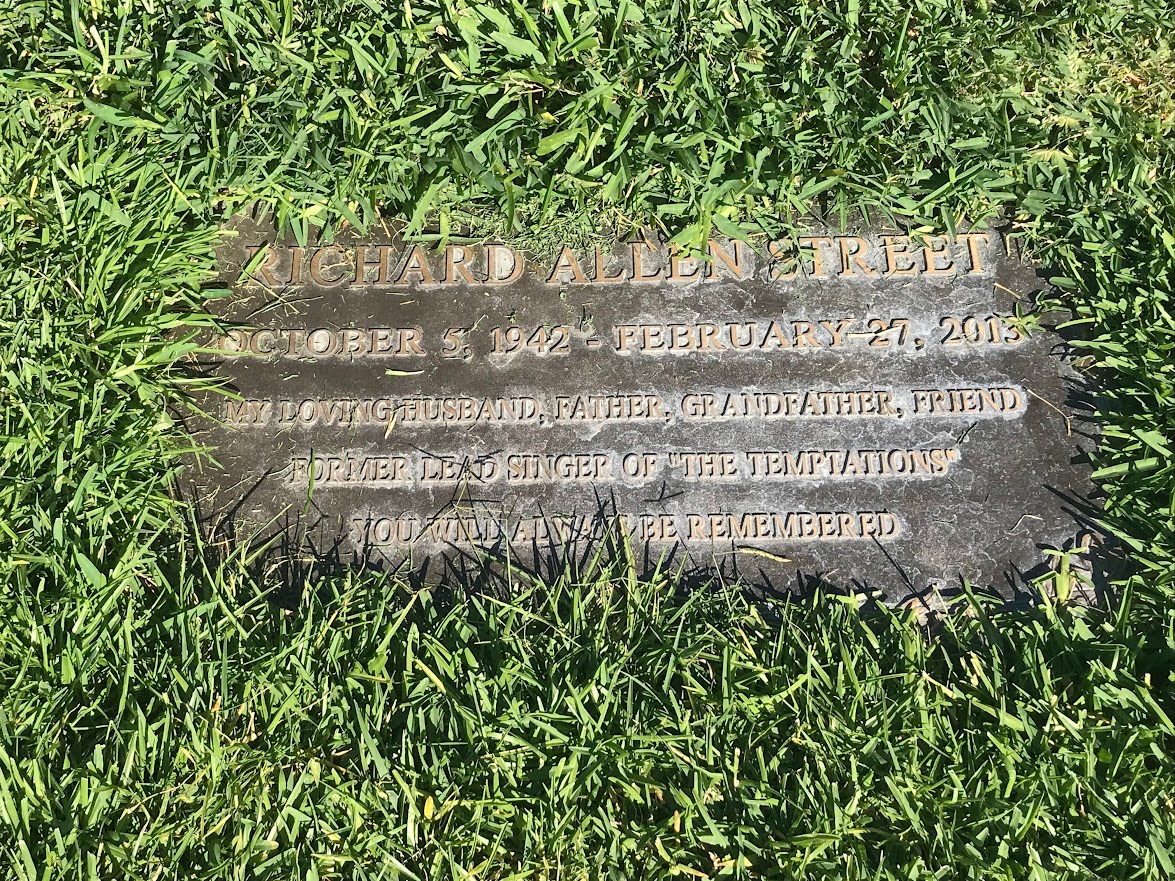 RICHARD ALLEN STREET
OCTOBER 5, 1942 - FEBRUARY 27, 2013
MY LOVING HUSBAND, FATHER, GRANDFATHER, FRIEND
FORMER LEAD SINGER OF "THE TEMPTATIONS"
YOU WILL ALWAYS BE REMEMBERED